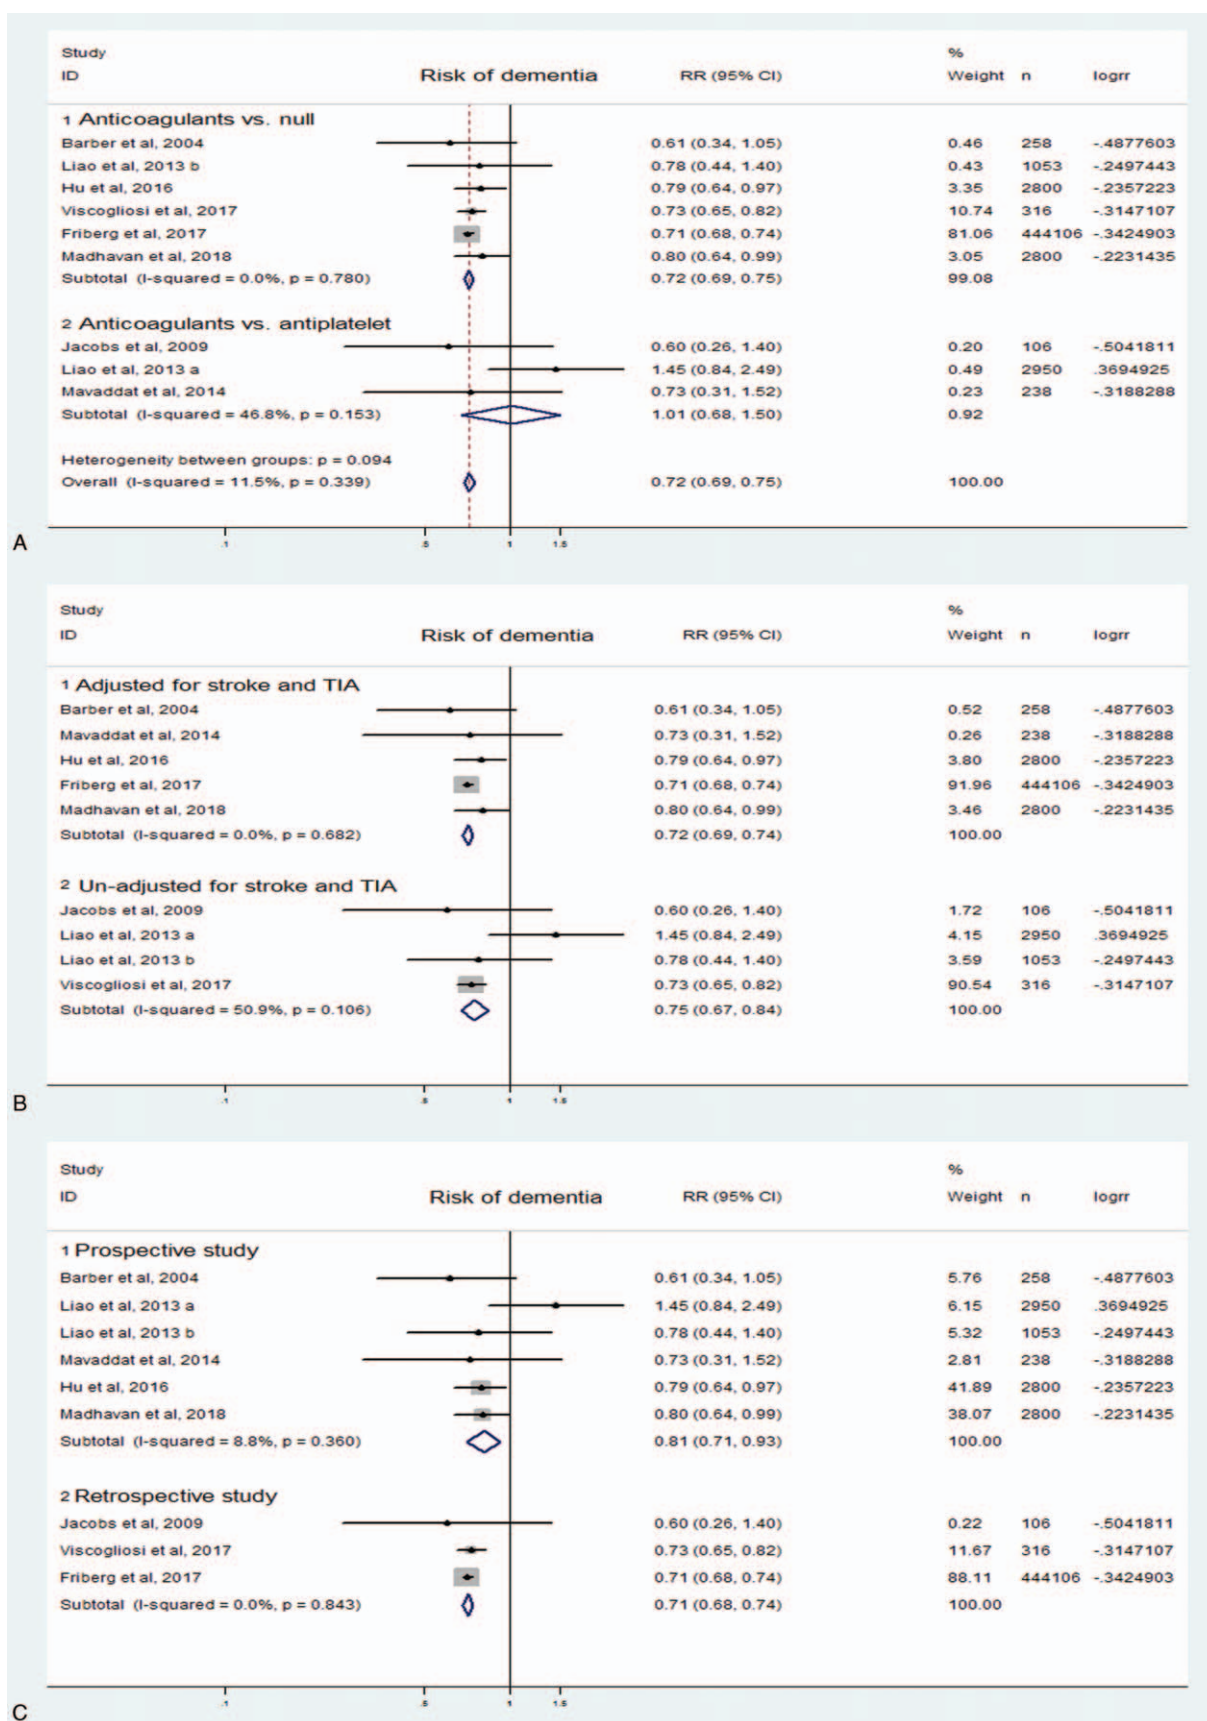 Study %
ID Risk of dementia RR (95% CI) Weight n logrr
1 Anticoagulants vs. null
Barber et al, 2004 0.61 (0.34, 1.05) 0.46 258 -.4877603
Liao et al, 2013 b 0.78 (0.44, 1.40) 0.43 1053 -.2497443
Hu et al, 2016 0.79 (0.64, 0.97) 3.35 2800 -.2357223
Viscogliosi et al, 2017 0.73 (0.65, 0.82) 10.74 316 -.3147107
Friberg et al, 2017 0.71 (0.68, 0.74) 81.06 444106 -.3424903
Madhavan et al, 2018 0.80 (0.64, 0.99) 3.05 2800 -.2231435
Subtotal (I-squared = 0.0%, p = 0.780) 0.72 (0.69, 0.75) 99.08
2 Anticoagulants vs. antiplatelet
Jacobs et al, 2009 0.60 (0.26, 1.40) 0.20 106 -.5041811
Liao et al, 2013 a 1.45 (0.84, 2.49) 0.49 2950 .3694925
Mavaddat et al, 2014 0.73 (0.31, 1.52) 0.23 238 -.3188288
Subtotal (I-squared = 46.8%, p = 0.153) 1.01 (0.68, 1.50) 0.92
Heterogeneity between groups: p = 0.094
Overall (I-squared = 11.5%, p = 0.339) 0.72 (0.69, 0.75) 100.00
.1 .5 1 1.5
A
Study %
ID Risk of dementia RR (95% CI) Weight n logrr
1 Adjusted for stroke and TIA
Barber et al, 2004 0.61 (0.34, 1.05) 0.52 258 -.4877603
Mavaddat et al, 2014 0.73 (0.31, 1.52) 0.26 238 -.3188288
Hu et al, 2016 0.79 (0.64, 0.97) 3.80 2800 -.2357223
Friberg et al, 2017 0.71 (0.68, 0.74) 91.96 444106 -.3424903
Madhavan et al, 2018 0.80 (0.64, 0.99) 3.46 2800 -.2231435
Subtotal (I-squared = 0.0%, p = 0.682) 0.72 (0.69, 0.74) 100.00
2 Un-adjusted for stroke and TIA
Jacobs et al, 2009 0.60 (0.26, 1.40) 1.72 106 -.5041811
Liao et al, 2013 a 1.45 (0.84, 2.49) 4.15 2950 .3694925
Liao et al, 2013 b 0.78 (0.44, 1.40) 3.59 1053 -.2497443
Viscogliosi et al, 2017 0.73 (0.65, 0.82) 90.54 316 -.3147107
Subtotal (I-squared = 50.9%, p = 0.106) 0.75 (0.67, 0.84) 100.00
.1 .5 1 1.5
B
Study %
ID Risk of dementia RR (95% CI) Weight n logrr
1 Prospective study
Barber et al, 2004 0.61 (0.34, 1.05) 5.76 258 -.4877603
Liao et al, 2013 a 1.45 (0.84, 2.49) 6.15 2950 .3694925
Liao et al, 2013 b 0.78 (0.44, 1.40) 5.32 1053 -.2497443
Mavaddat et al, 2014 0.73 (0.31, 1.52) 2.81 238 -.3188288
Hu et al, 2016 0.79 (0.64, 0.97) 41.89 2800 -.2357223
Madhavan et al, 2018 0.80 (0.64, 0.99) 38.07 2800 -.2231435
Subtotal (I-squared = 8.8%, p = 0.360) 0.81 (0.71, 0.93) 100.00
2 Retrospective study
Jacobs et al, 2009 0.60 (0.26, 1.40) 0.22 106 -.5041811
Viscogliosi et al, 2017 0.73 (0.65, 0.82) 11.67 316 -.3147107
Friberg et al, 2017 0.71 (0.68, 0.74) 88.11 444106 -.3424903
Subtotal (I-squared = 0.0%, p = 0.843) 0.71 (0.68, 0.74) 100.00
.1 .5 1 1.5
C